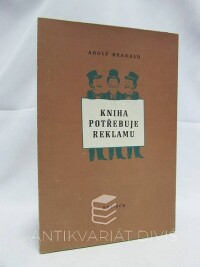 ADOLF BRANALD
KNIHA
POTŘEBUJE
REKLAMU
ANTIKVARIÁT DIVIŠ